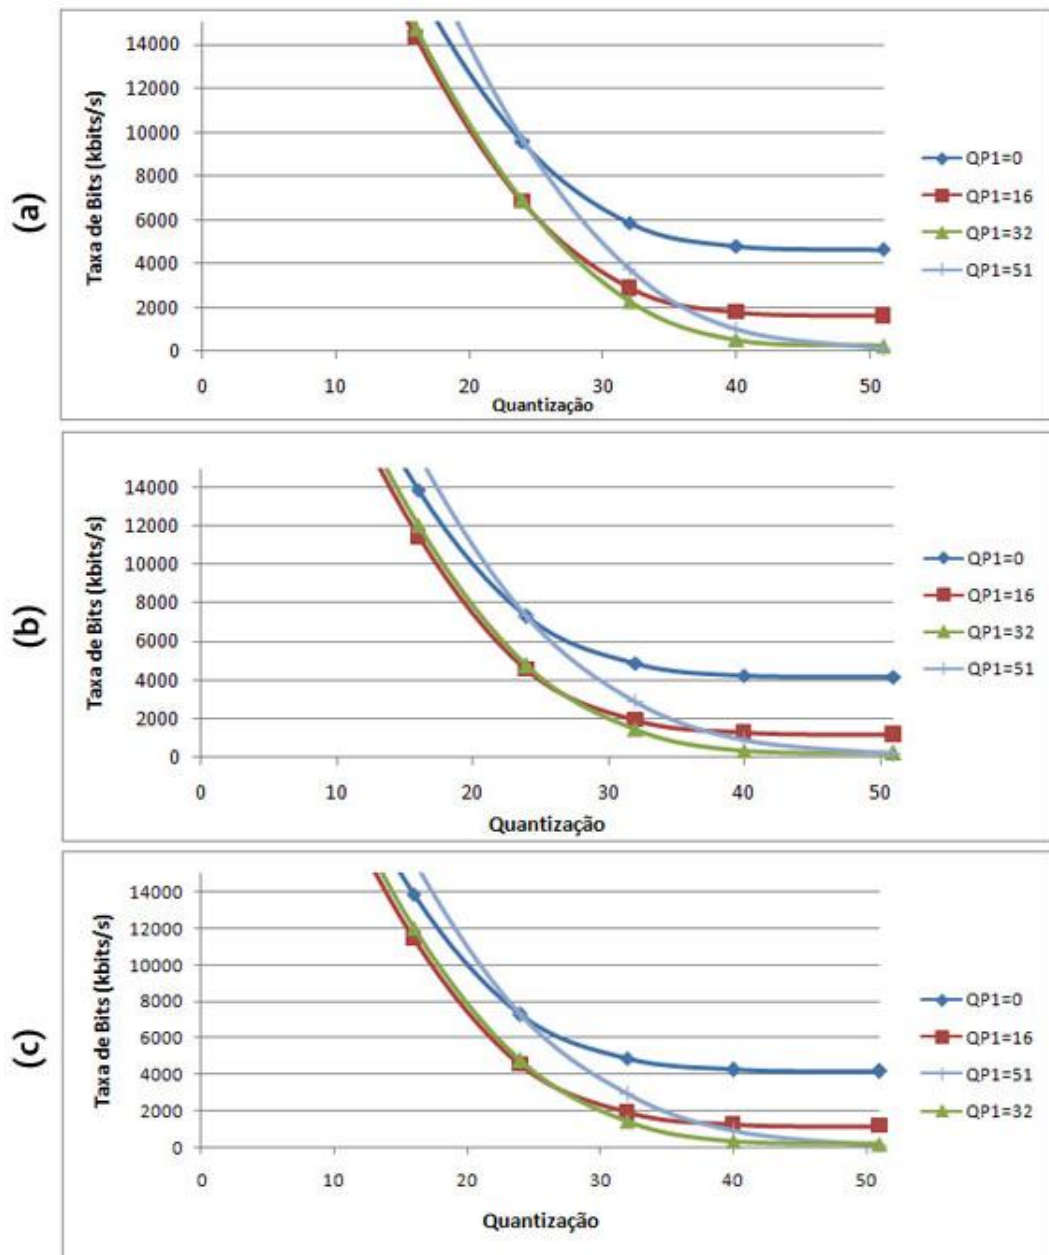 (a)
Taxa de Bits (kbits/s)
14000
12000
10000
8000
6000
4000
2000
0
0 10 20 30 40 50
Quantização
QP1=0
QP1=16
QP1=32
QP1=51
(b)
Taxa de Bits (kbits/s)
14000
12000
10000
8000
6000
4000
2000
0
0 10 20 30 40 50
Quantização
QP1=0
QP1=16
QP1=32
QP1=51
(c)
Taxa de Bits (kbits/s)
14000
12000
10000
8000
6000
4000
2000
0
0 10 20 30 40 50
Quantização
QP1=0
QP1=16
QP1=51
QP1=32